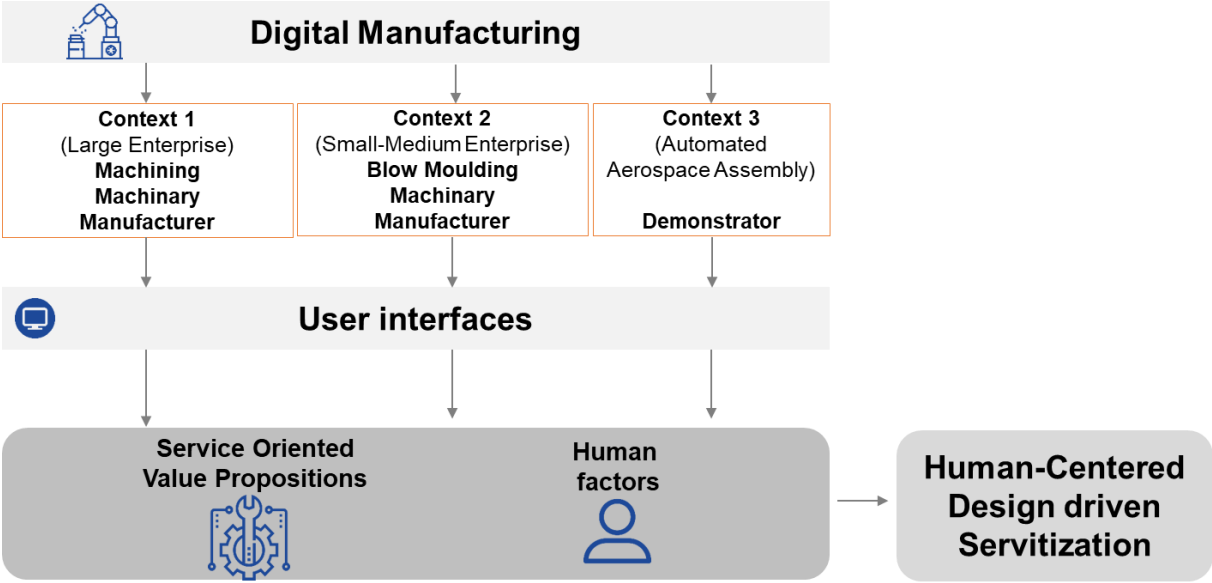 Digital Manufacturing
Context 1
(Large Enterprise)
Machining
Machinary
Manufacturer
Context 2
(Small-Medium Enterprise)
Blow Moulding
Machinary
Manufacturer
Context 3
(Automated
Aerospace Assembly)
Demonstrator
User interfaces
Service Oriented
Value Propositions
Human
factors
Human-Centered
Design driven
Servitization